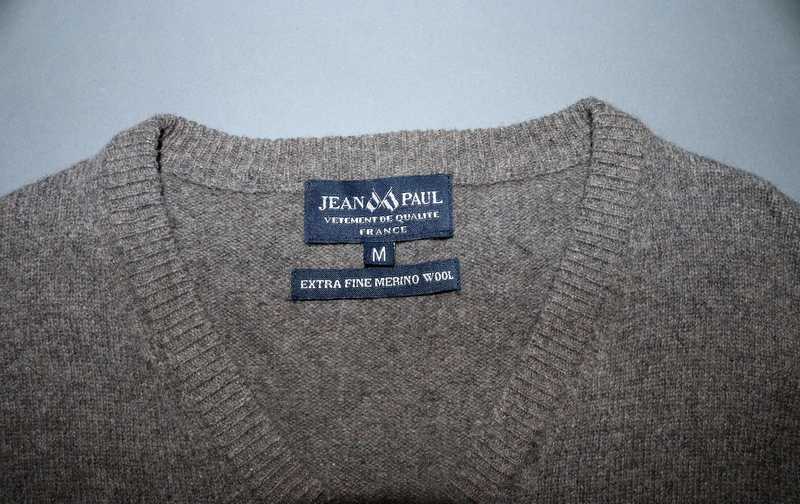 JEAN PAUL
VETEMENT DE QUALITE
FRANCE
M
EXTRA FINE MERINO WOOL